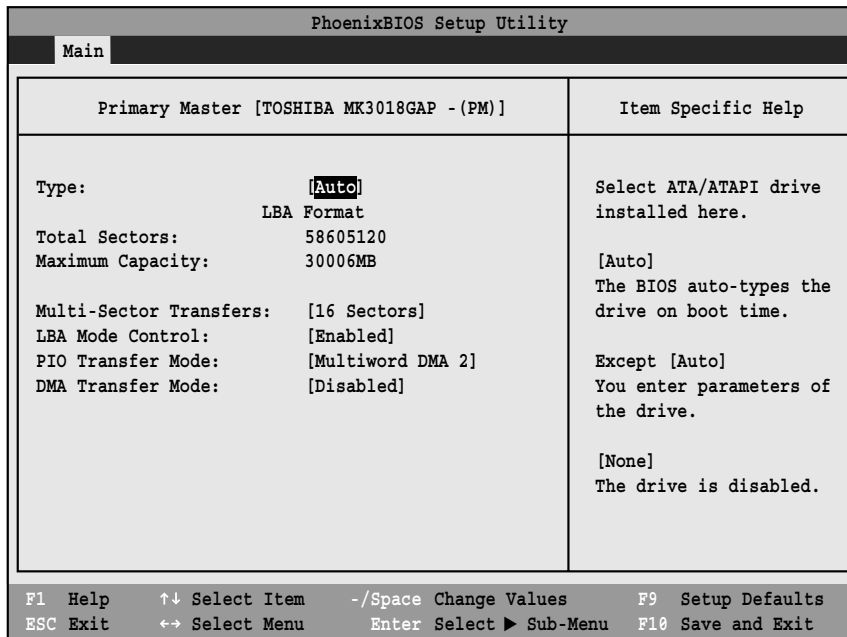 PhoenixBIOS Setup Utility
Main
Primary Master [TOSHIBA MK3018GAP -(PM)]
Type: [Auto]
LBA Format
Total Sectors: 58605120
Maximum Capacity: 30006MB
Multi-Sector Transfers: [16 Sectors]
LBA Mode Control: [Enabled]
PIO Transfer Mode: [Multiword DMA 2]
DMA Transfer Mode: [Disabled]
Item Specific Help
Select ATA/ATAPI drive
installed here.
[Auto]
The BIOS auto-types the
drive on boot time.
Except [Auto]
You enter parameters of
the drive.
[None]
The drive is disabled.
F1 Help ↑↓ Select Item -/Space Change Values F9 Setup Defaults
ESC Exit ←→ Select Menu Enter Select ▶ Sub-Menu F10 Save and Exit